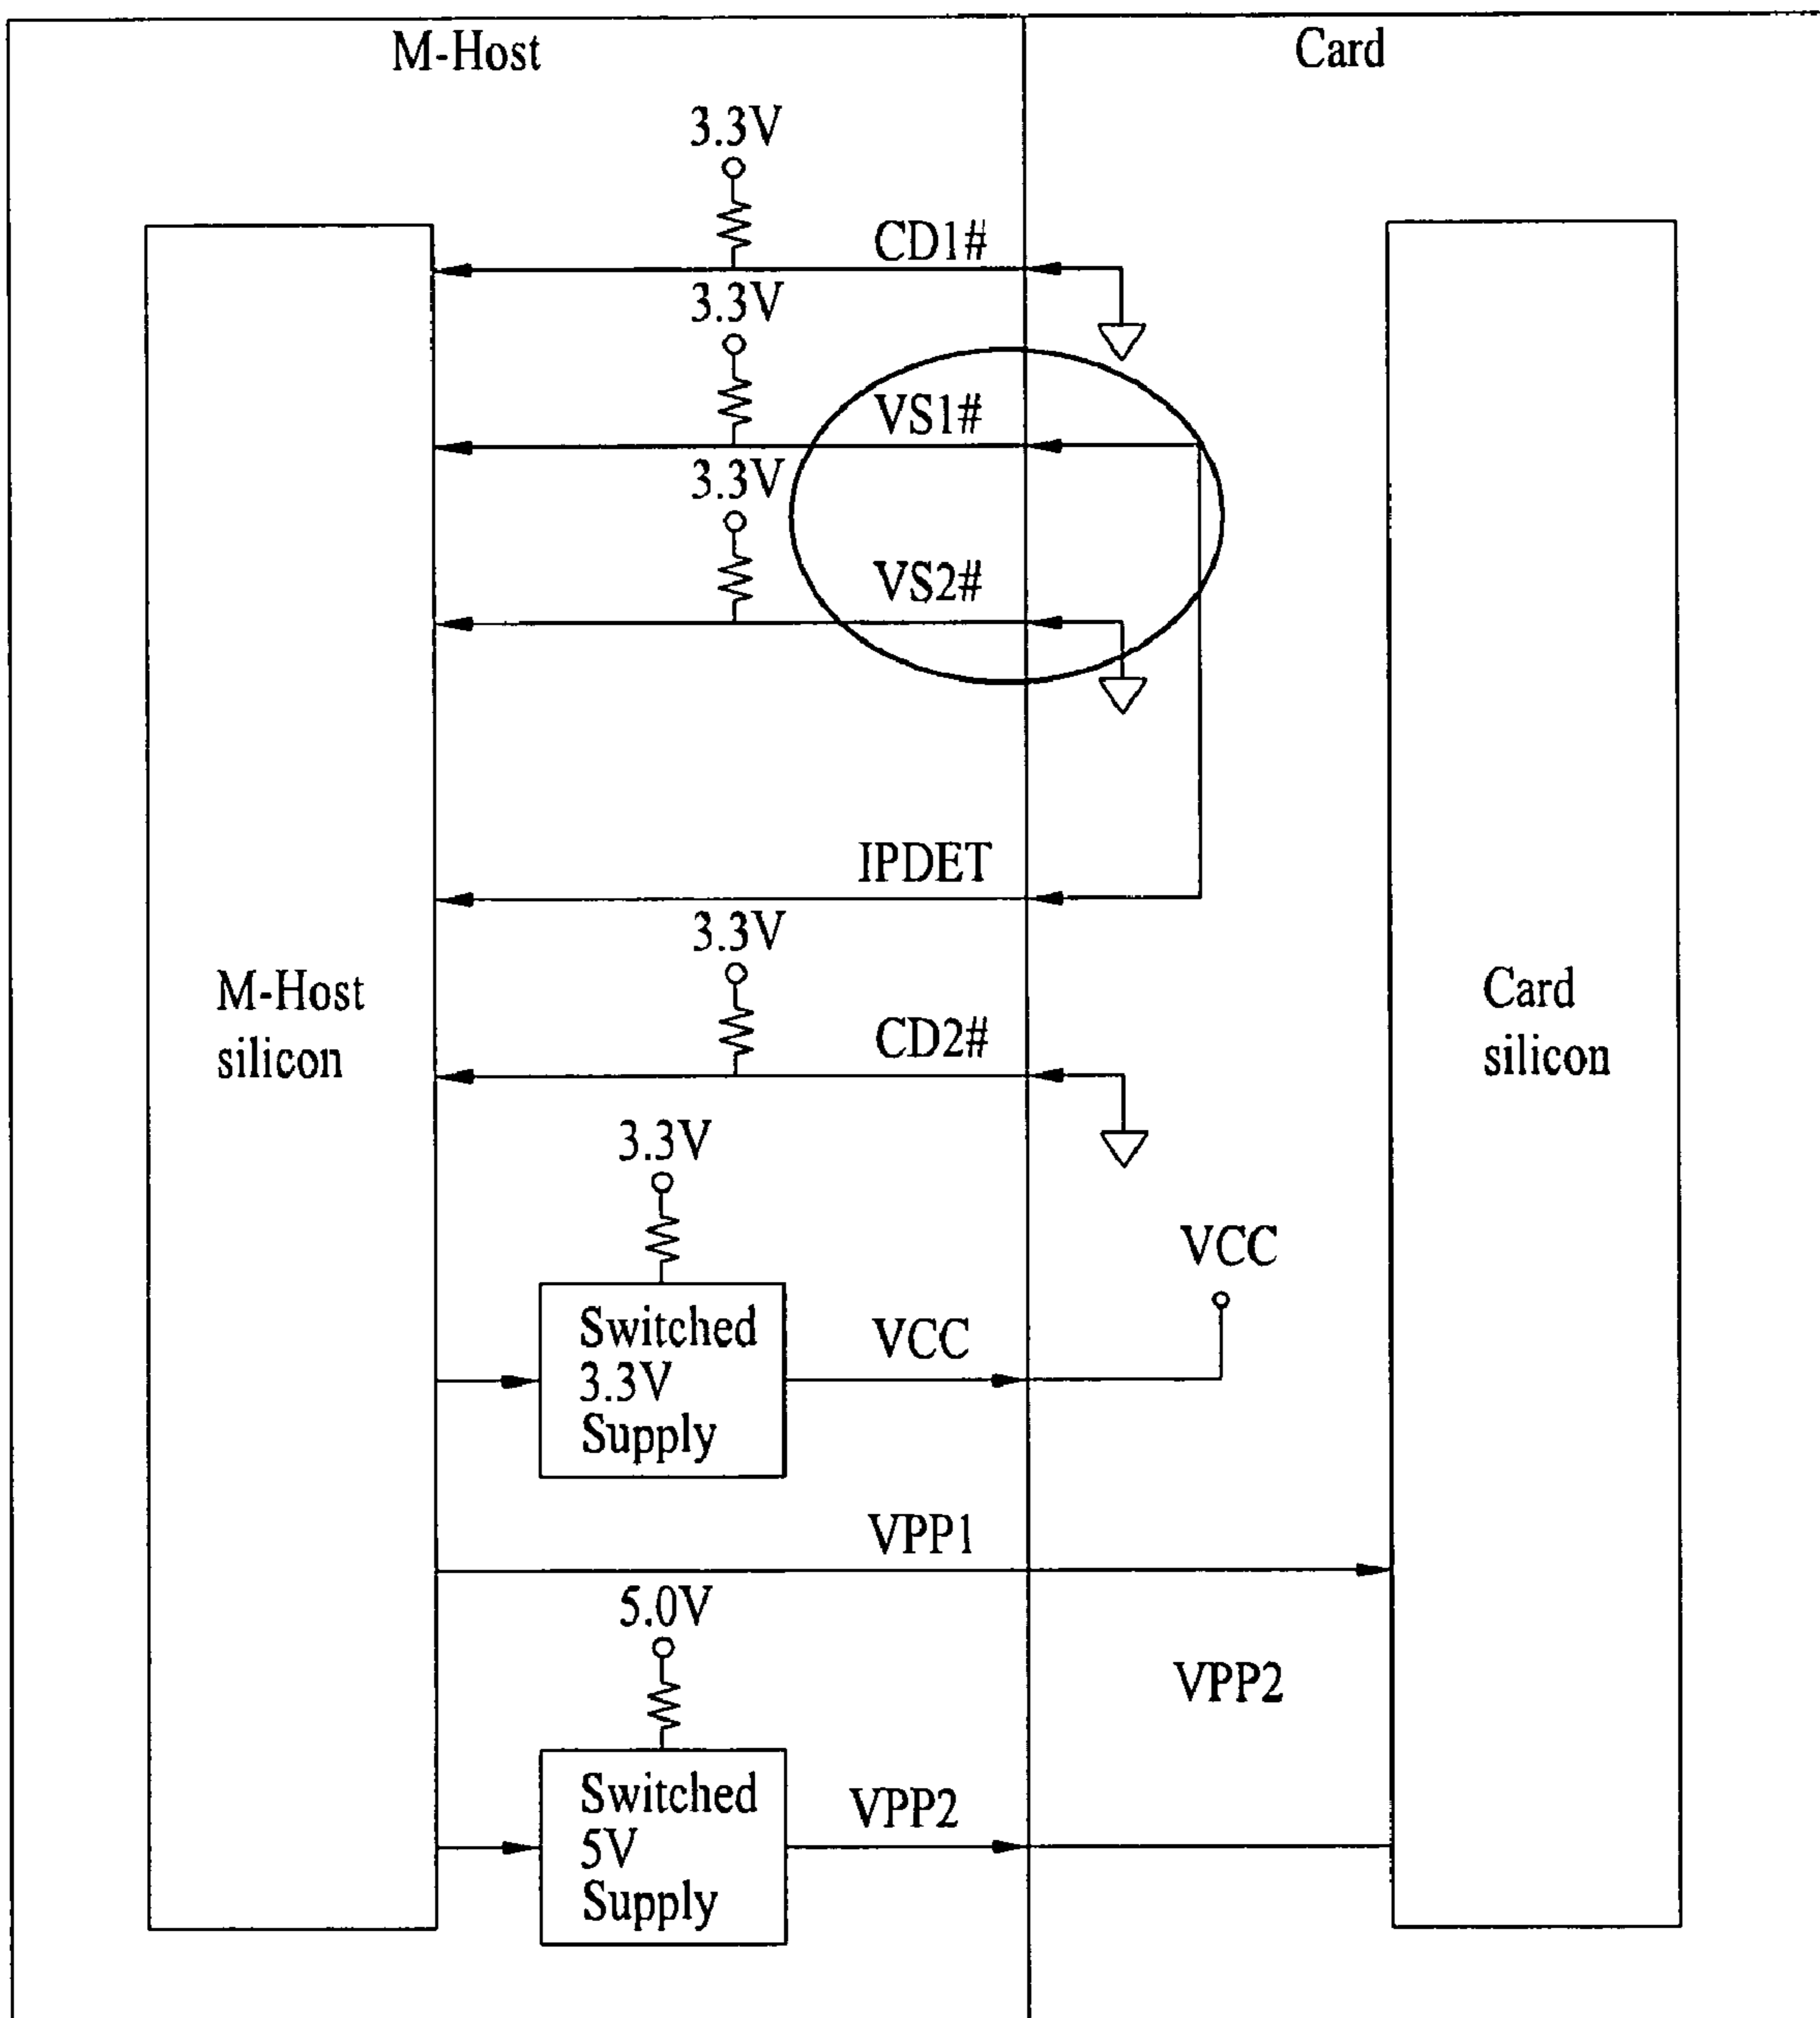 M-Host
Card
3.3V
CD1#
3.3V
VS1#
3.3V
VS2#
IPDET
3.3V
M-Host
silicon
Card
silicon
CD2#
3.3V
VCC
Switched
3.3V
Supply
VCC
VPP1
5.0V
VPP2
Switched
5V
Supply
VPP2